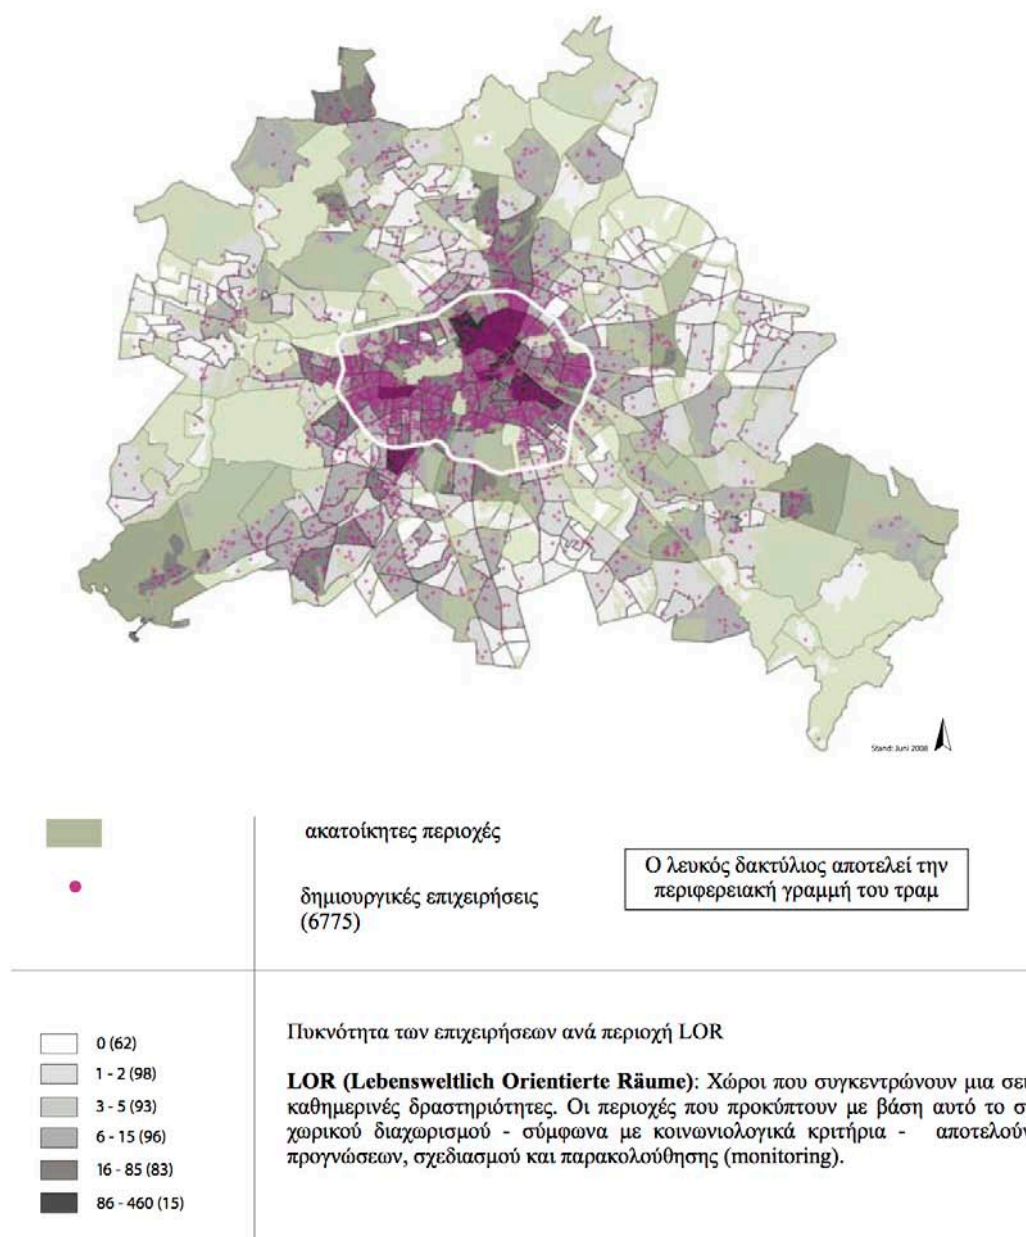 Stand: Juni 2008
ακατοίκητες περιοχές
δημιουργικές επιχειρήσεις
(6775)
Ο λευκός δακτύλιος αποτελεί την
περιφερειακή γραμμή του τραμ
0 (62)
1 - 2 (98)
3 - 5 (93)
6 - 15 (96)
16 - 85 (83)
86 - 460 (15)
Πυκνότητα των επιχειρήσεων ανά περιοχή LOR
LOR (Lebensweltlich Orientierte Räume): Χώροι που συγκεντρώνουν μια
καθημερινές δραστηριότητες. Οι περιοχές που προκύπτουν με βάση αυτό το
χωρικού διαχωρισμού - σύμφωνα με κοινωνιολογικά κριτήρια - αποτελούν
προγνώσεων, σχεδιασμού και παρακολούθησης (monitoring).